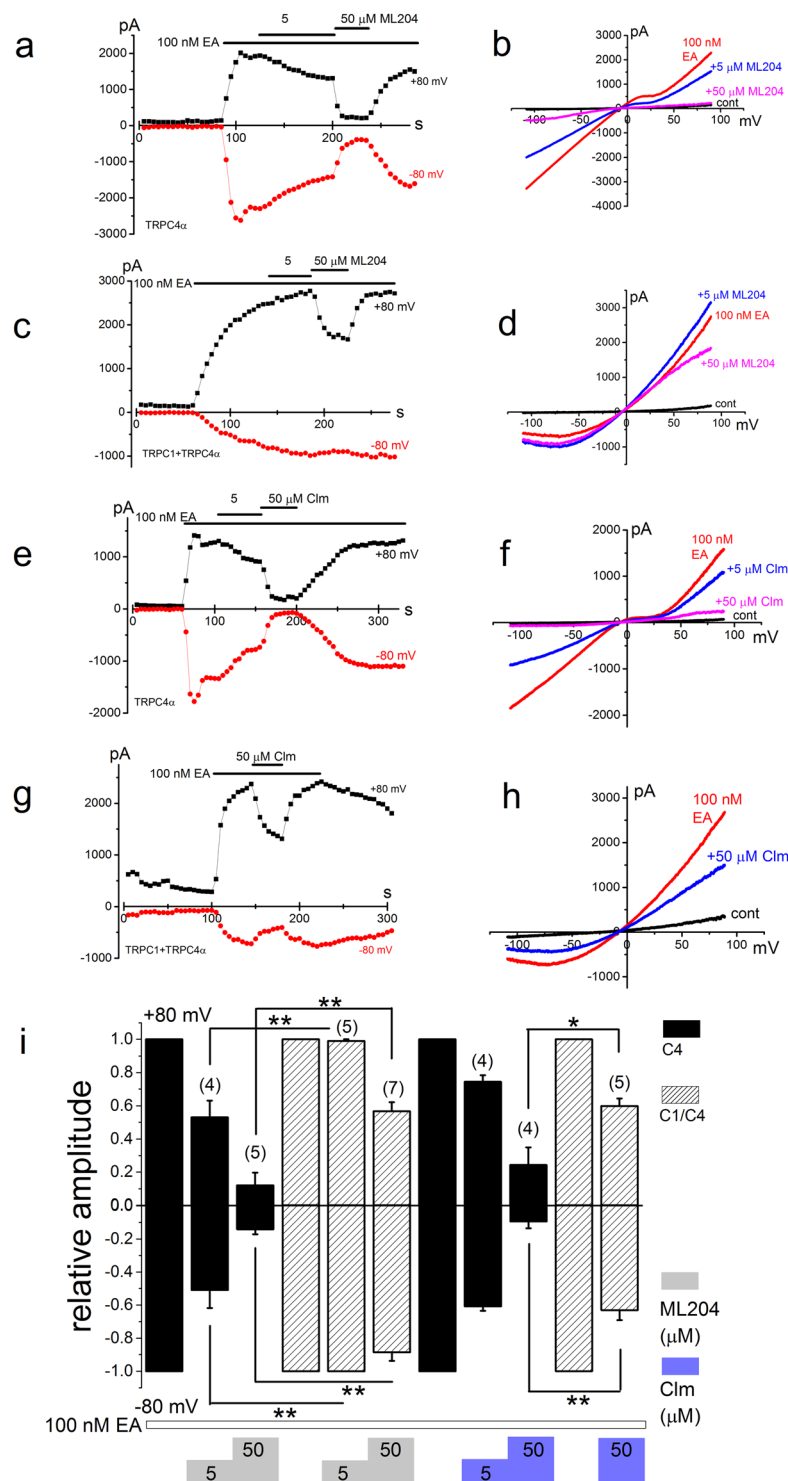 a
pA
5
50 μM ML204
100 nM EA
2000
1000
0
1000
2000
3000
100
200
s
+80 mV
-80 mV
TRPC4α
b
pA
3000
2000
1000
0
-1000
-2000
-3000
-4000
-100
-50
50
100
mV
100 nM
EA
+5 μM ML204
+50 μM ML204
cont
c
pA
5
50 μM ML204
100 nM EA
3000
2000
1000
0
-1000
100
200
s
+80 mV
-80 mV
TRPC1+TRPC4α
d
pA
3000
2000
1000
0
-1000
-100
-50
50
100
mV
+5 μM ML204
100 nM EA
+50 μM ML204
cont
e
pA
5
50 μM Clm
100 nM EA
1000
0
-1000
-2000
100
200
300
s
+80 mV
-80 mV
TRPC4α
f
pA
2000
1000
0
-1000
-2000
-100
-50
0
50
100
mV
100 nM
EA
+5 μM Clm
+50 μM Clm
cont
g
pA
50 μM Clm
100 nM EA
2000
1000
0
-1000
0
100
200
300
s
+80 mV
-80 mV
TRPC1+TRPC4α
h
pA
3000
2000
1000
0
-1000
-100
-50
50
100
mV
100 nM
EA
+50 μM Clm
cont
i
+80 mV
** ** *
1.0
0.8
0.6
0.4
0.2
0.0
-0.2
-0.4
-0.6
-0.8
-1.0
relative amplitude
(4) (5) (5) (7) (4) (4) (5)
** ** **
-80 mV
C4
C1/C4
ML204
(μM)
Clm
(μM)
100 nM EA
5 50 5 50 5 50 50